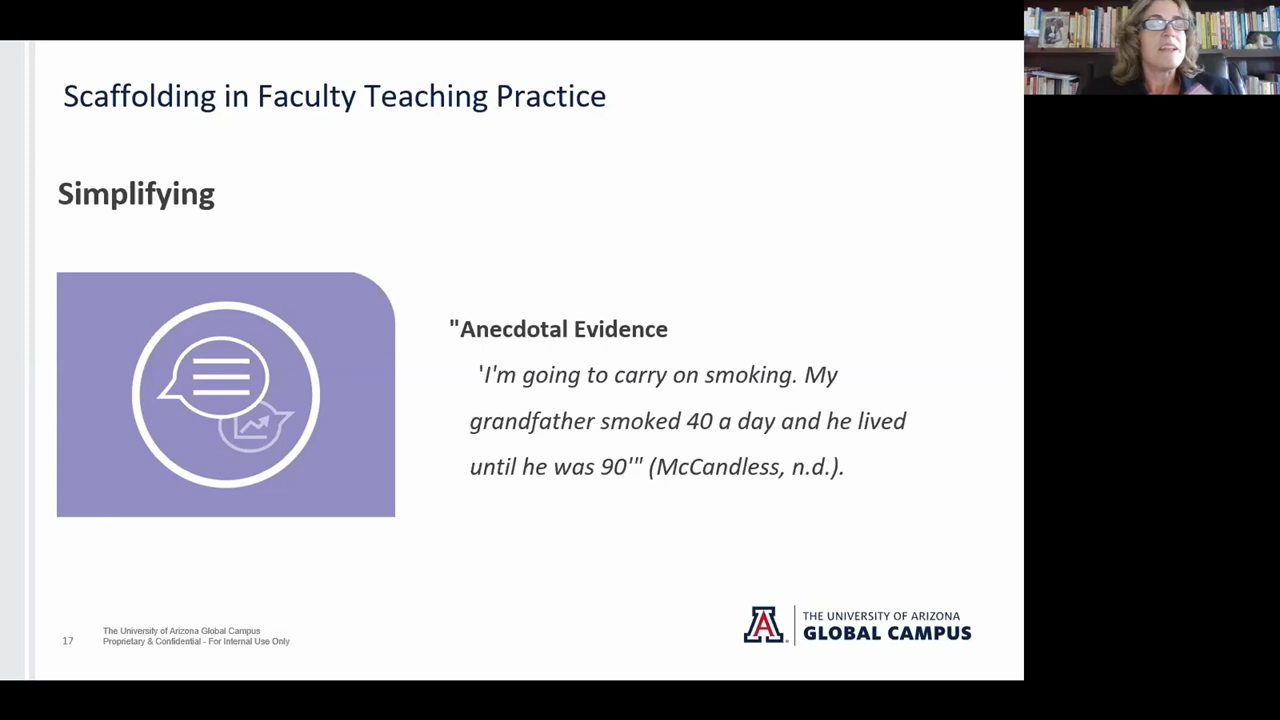 Scaffolding in Faculty Teaching Practice
Simplifying
"Anecdotal Evidence
'I'm going to carry on smoking. My
grandfather smoked 40 a day and he lived
until he was 90'" (McCandless, n.d.).
17
The University of Arizona Global Campus
Proprietary & Confidential - For Internal Use Only
A
THE UNIVERSITY OF ARIZONA
GLOBAL CAMPUS